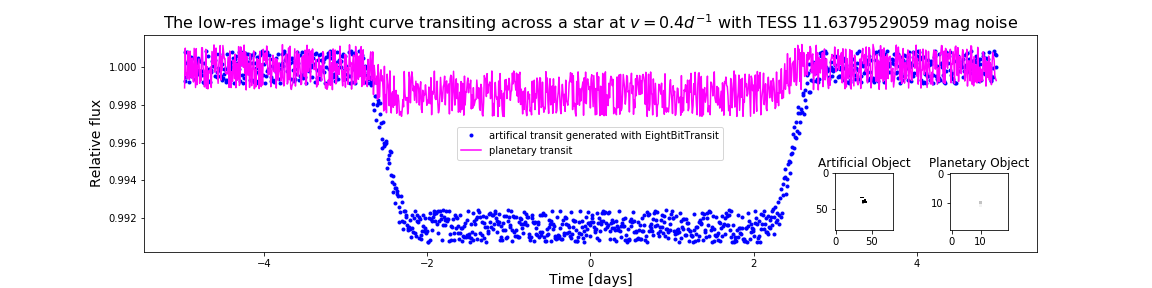 The low-res image's light curve transiting across a star at v = 0.4d⁻¹ with TESS 11.6379529059 mag noise
Relative flux
1.000
0.998
0.996
0.994
0.992
artifical transit generated with EightBitTransit
planetary transit
Artificial Object
0
50
0 50
Planetary Object
0
10
0 10
−4 −2 0 2 4
Time [days]